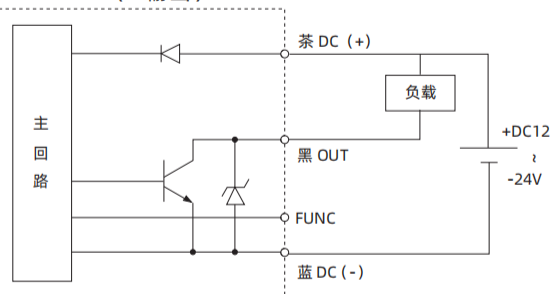 茶 DC（+）
负载
主
回
路
+DC12
~
-24V
黑 OUT
FUNC
蓝 DC (-)